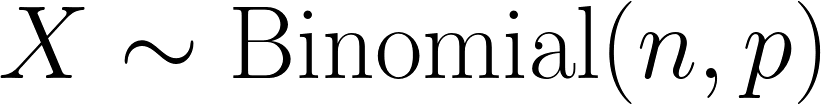 X ∼ Binomial(n, p)